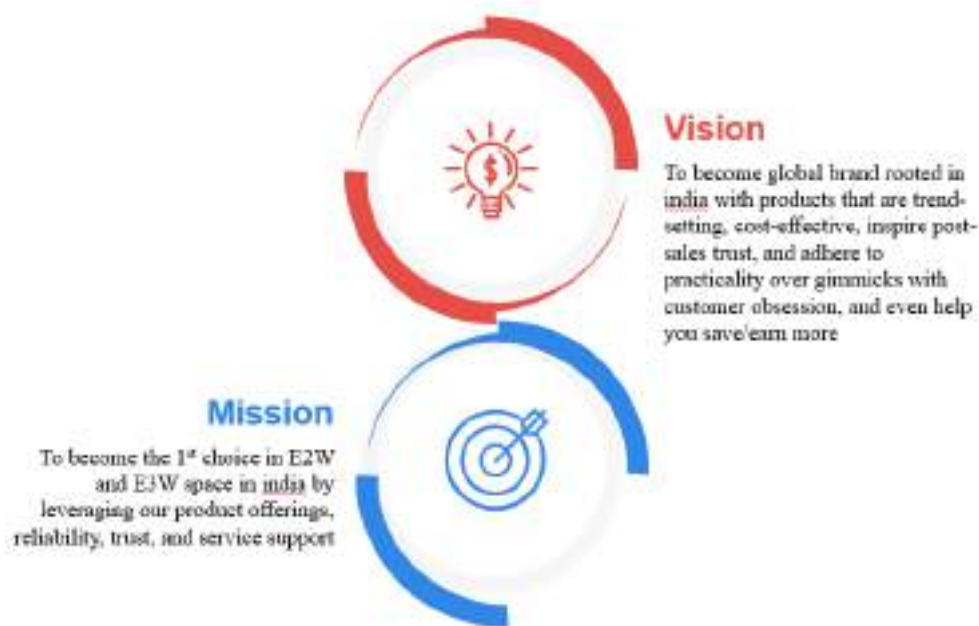 Vision
To become global brand rooted in
india with products that are trend-
setting, cost-effective, inspire post-
sales trust, and adhere to
practicality over gimmicks with
customer obsession, and even help
you save/earn more
Mission
To become the 1st choice in E2W
and E3W space in india by
leveraging our product offerings,
reliability, trust, and service support
$